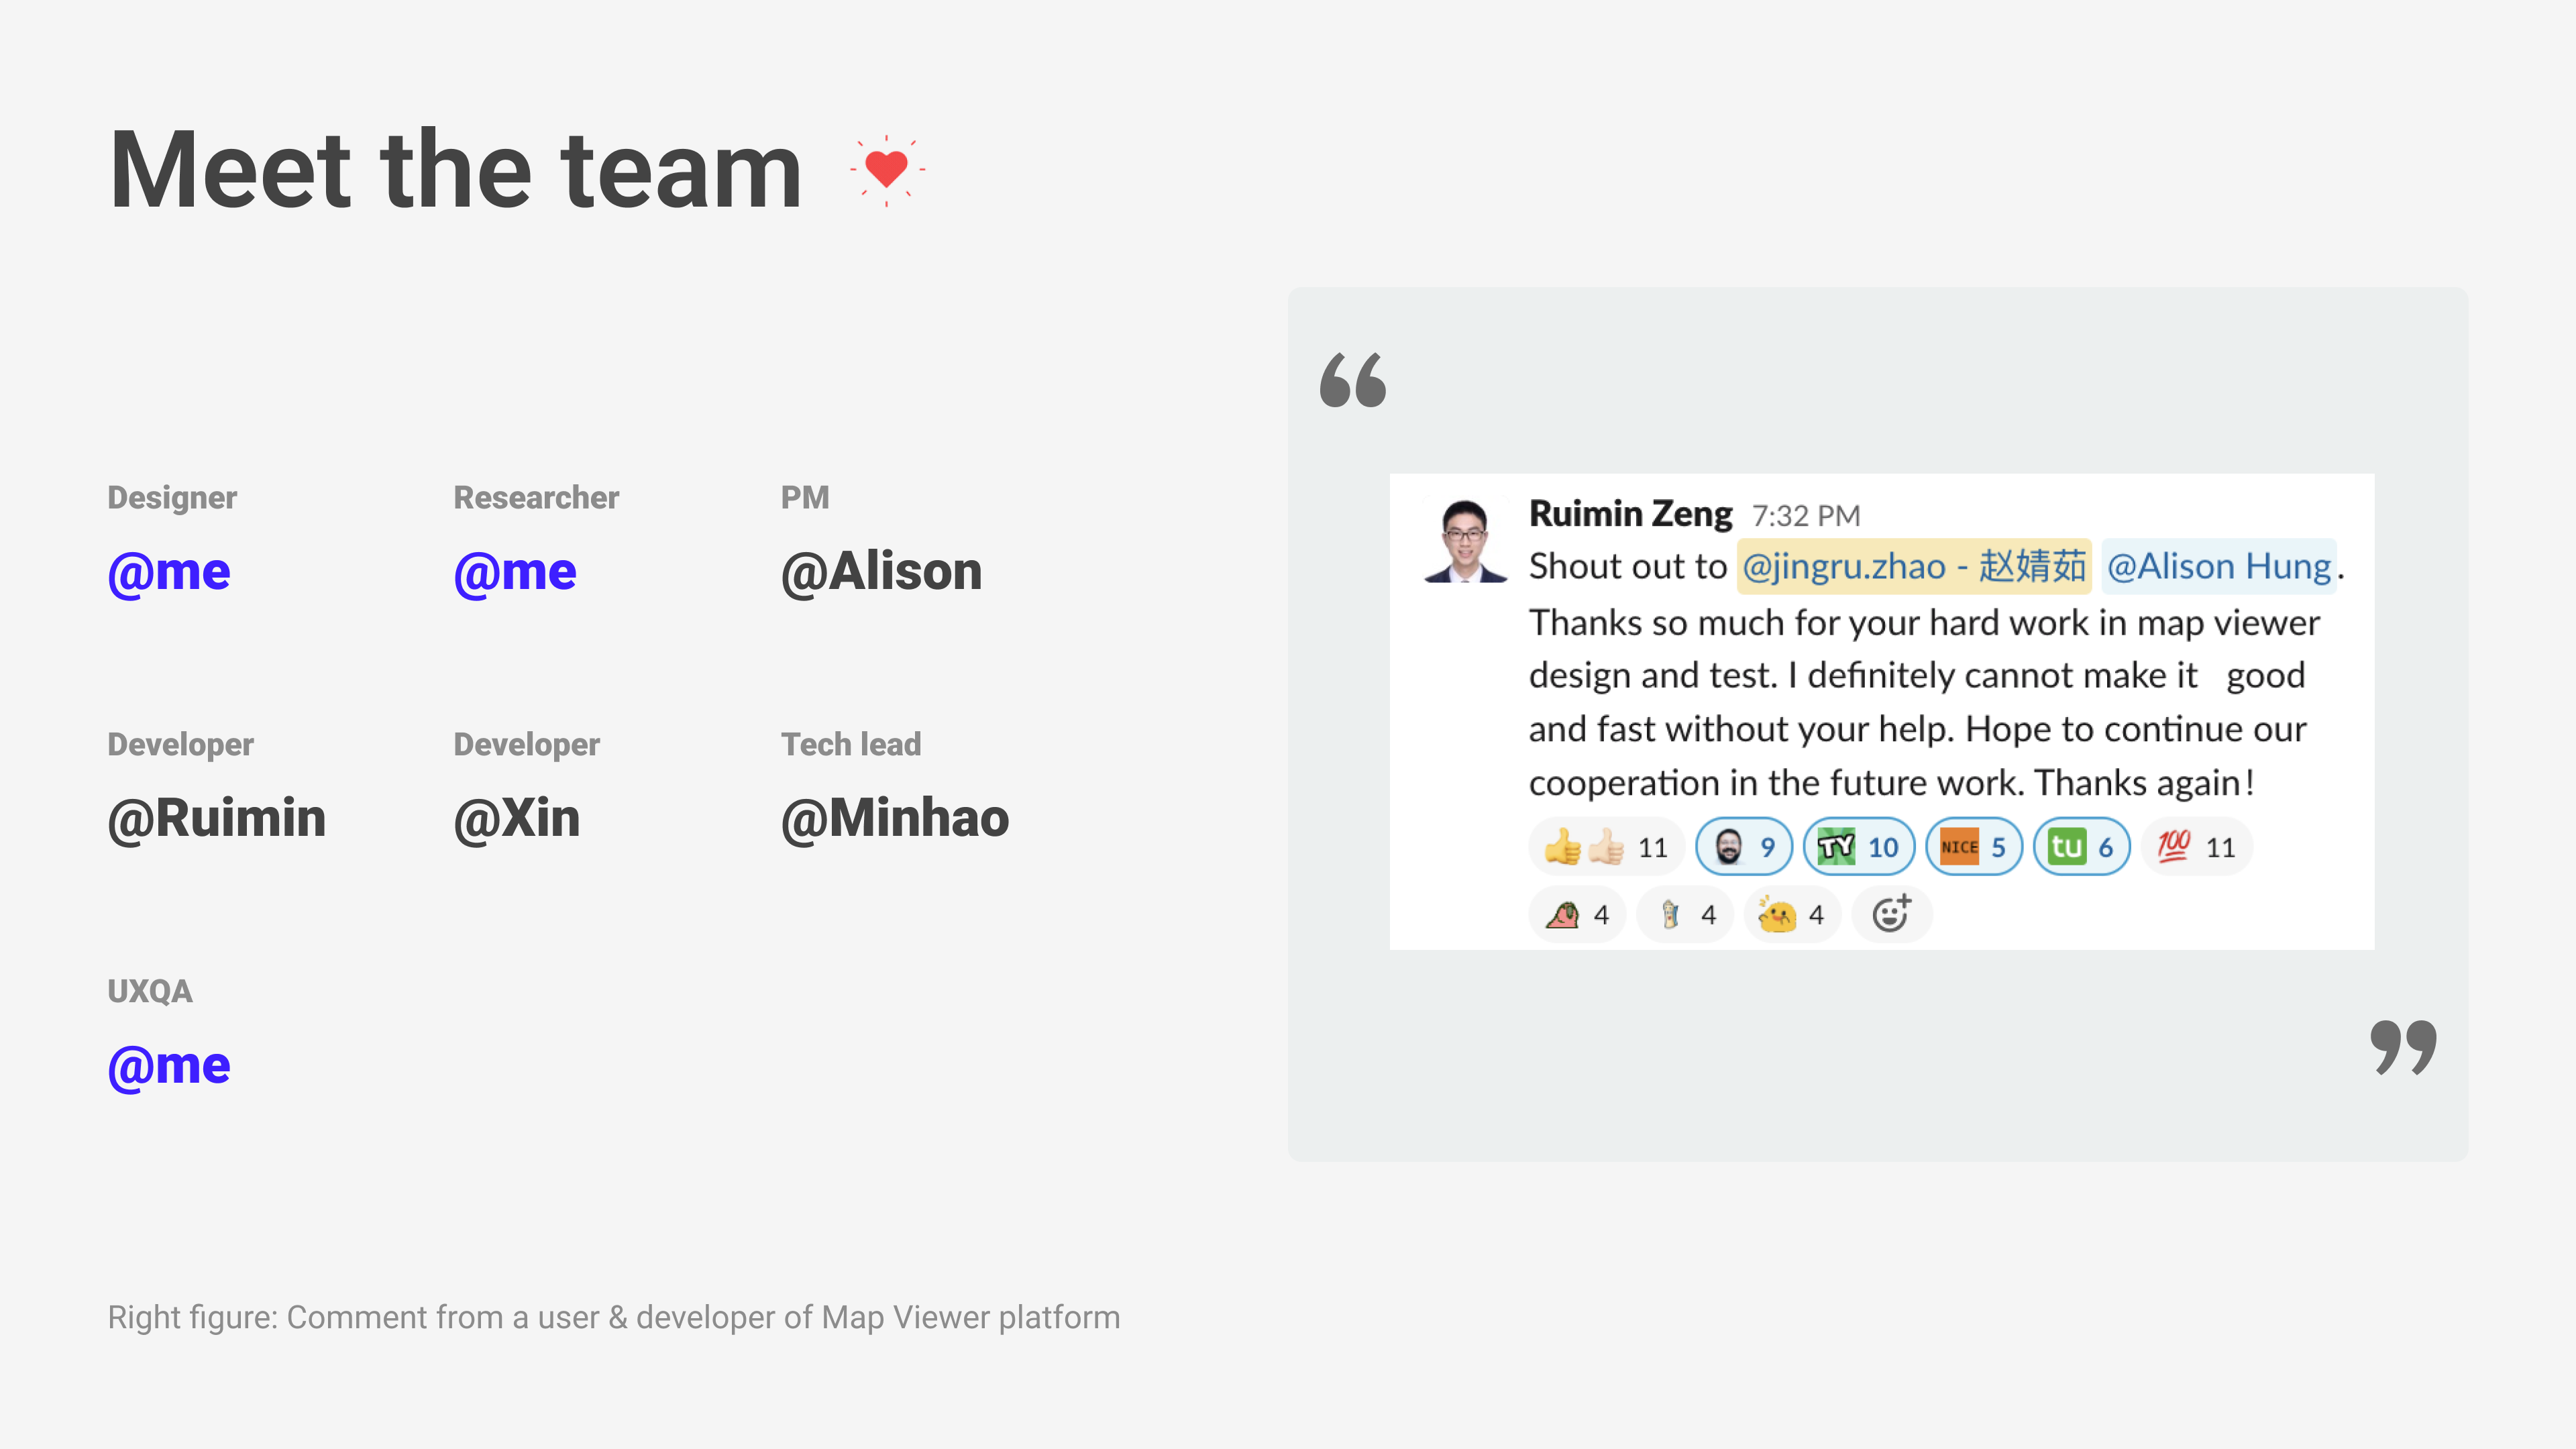 Meet the team
Designer
@me
Researcher
@me
PM
@Alison
Developer
@Ruimin
Developer
@Xin
Tech lead
@Minhao
UXQA
@me
“
Ruimin Zeng 7:32 PM
Shout out to @jingru.zhao - 赵婧茹 @Alison Hung.
Thanks so much for your hard work in map viewer
design and test. I definitely cannot make it good
and fast without your help. Hope to continue our
cooperation in the future work. Thanks again!
11 9 TY 10 NICE 5 tu 6 100 11
4 4 4
”
Right figure: Comment from a user & developer of Map Viewer platform